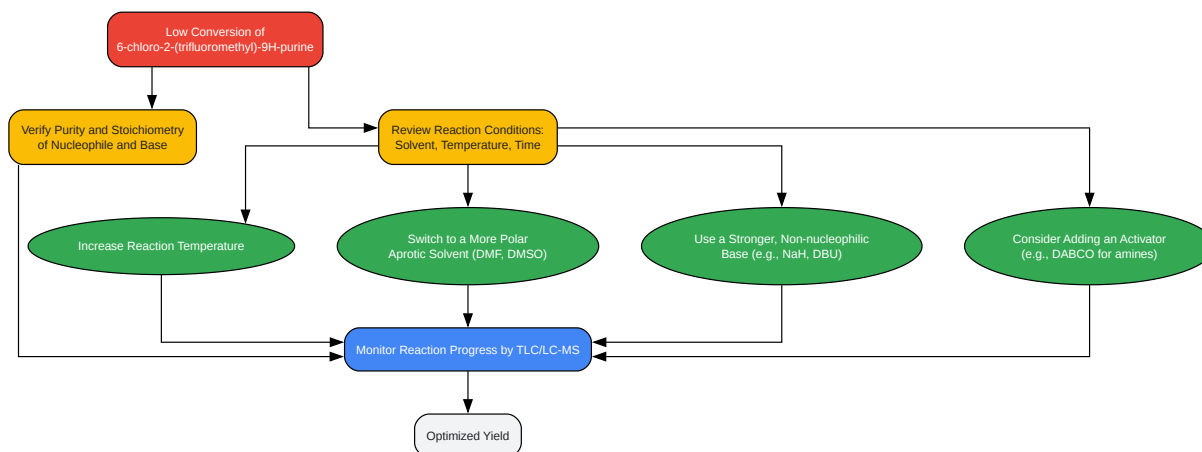 Low Conversion of
6-chloro-2-(trifluoromethyl)-9H-purine
Verify Purity and Stoichiometry
of Nucleophile and Base
Review Reaction Conditions:
Solvent, Temperature, Time
Increase Reaction Temperature
Switch to a More Polar
Aprotic Solvent (DMF, DMSO)
Use a Stronger, Non-nucleophilic
Base (e.g., NaH, DBU)
Consider Adding an Activator
(e.g., DABCO for amines)
Monitor Reaction Progress by TLC/LC-MS
Optimized Yield